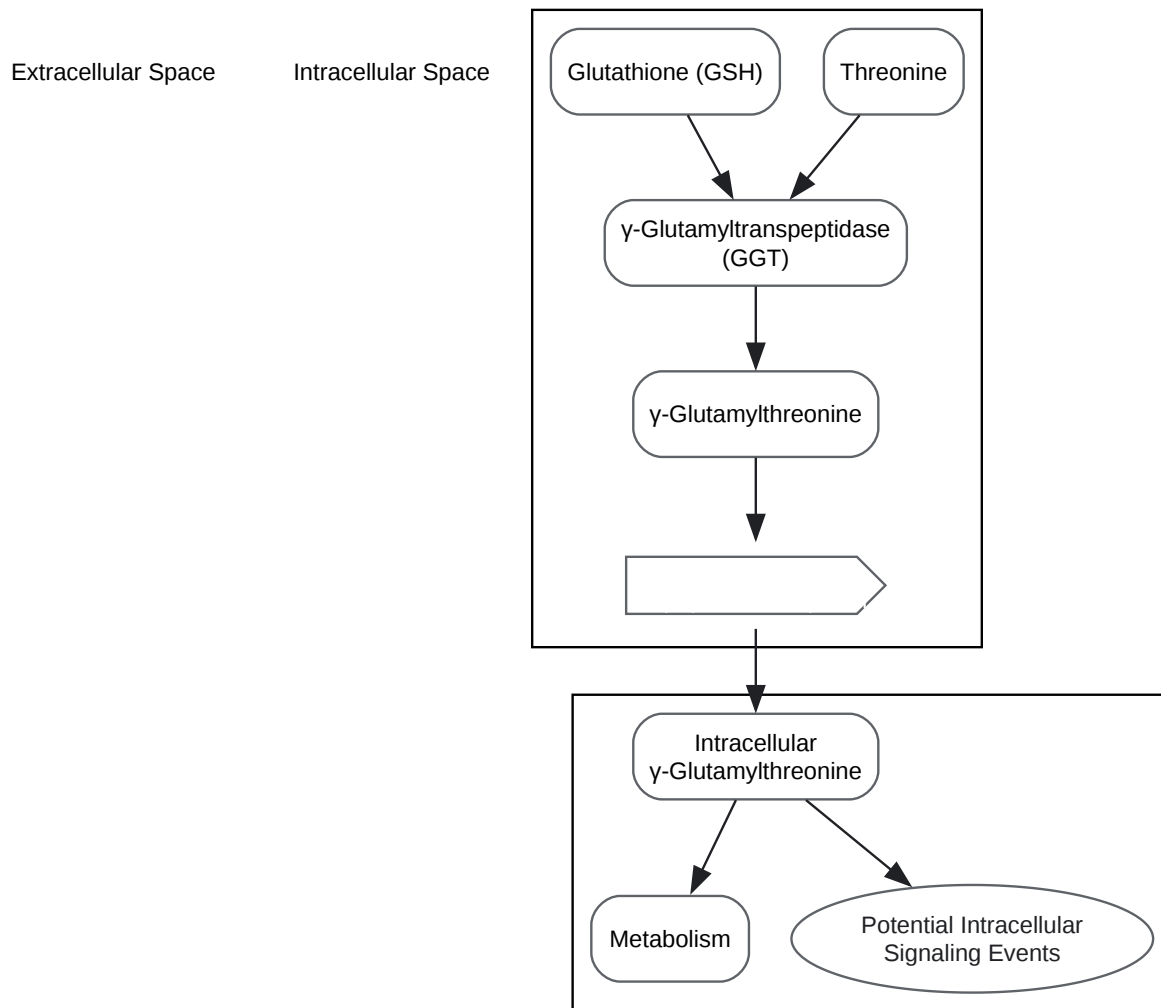 Extracellular Space
Intracellular Space
Glutathione (GSH)
Threonine
γ-Glutamyltranspeptidase
(GGT)
γ-Glutamylthreonine
Intracellular
γ-Glutamylthreonine
Metabolism
Potential Intracellular
Signaling Events